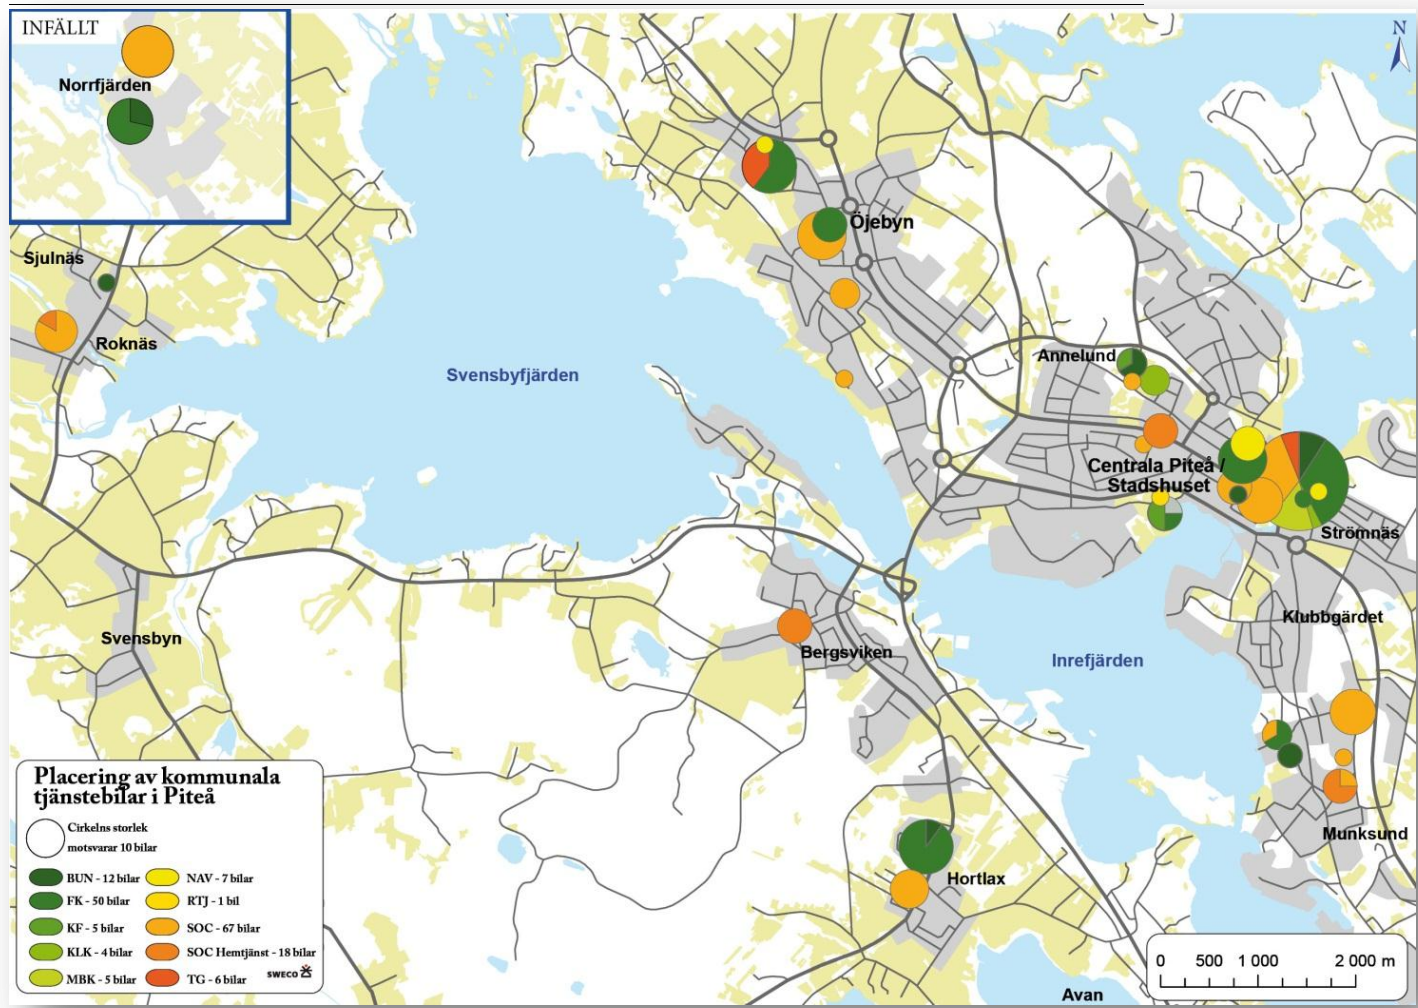 INFÄLLT
Norrfjärden
N
Sjulnäs
Roknäs
Öjebyn
Svensbyfjärden
Annelund
Centrala Piteå /
Stadshuset
Strömnäs
Klubbgärdet
Svensbyn
Bergsviken
Inrefjärden
Munksund
Hortlax
Avan
Placering av kommunala
tjänstebilar i Piteå
Cirkelns storlek
motsvarar 10 bilar
BUN - 12 bilar
FK - 50 bilar
KF - 5 bilar
KLK - 4 bilar
MBK - 5 bilar
NAV - 7 bilar
RTJ - 1 bil
SOC - 67 bilar
SOC Hemtjänst - 18 bilar
TG - 6 bilar
SWECO
0 500 1 000 2 000 m